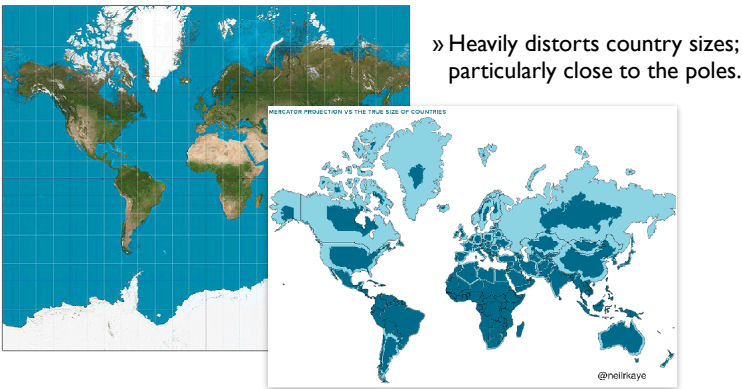 » Heavily distorts country sizes;
particularly close to the poles.
MERCATOR PROJECTION VS THE TRUE SIZE OF COUNTRIES
@neilrkaye